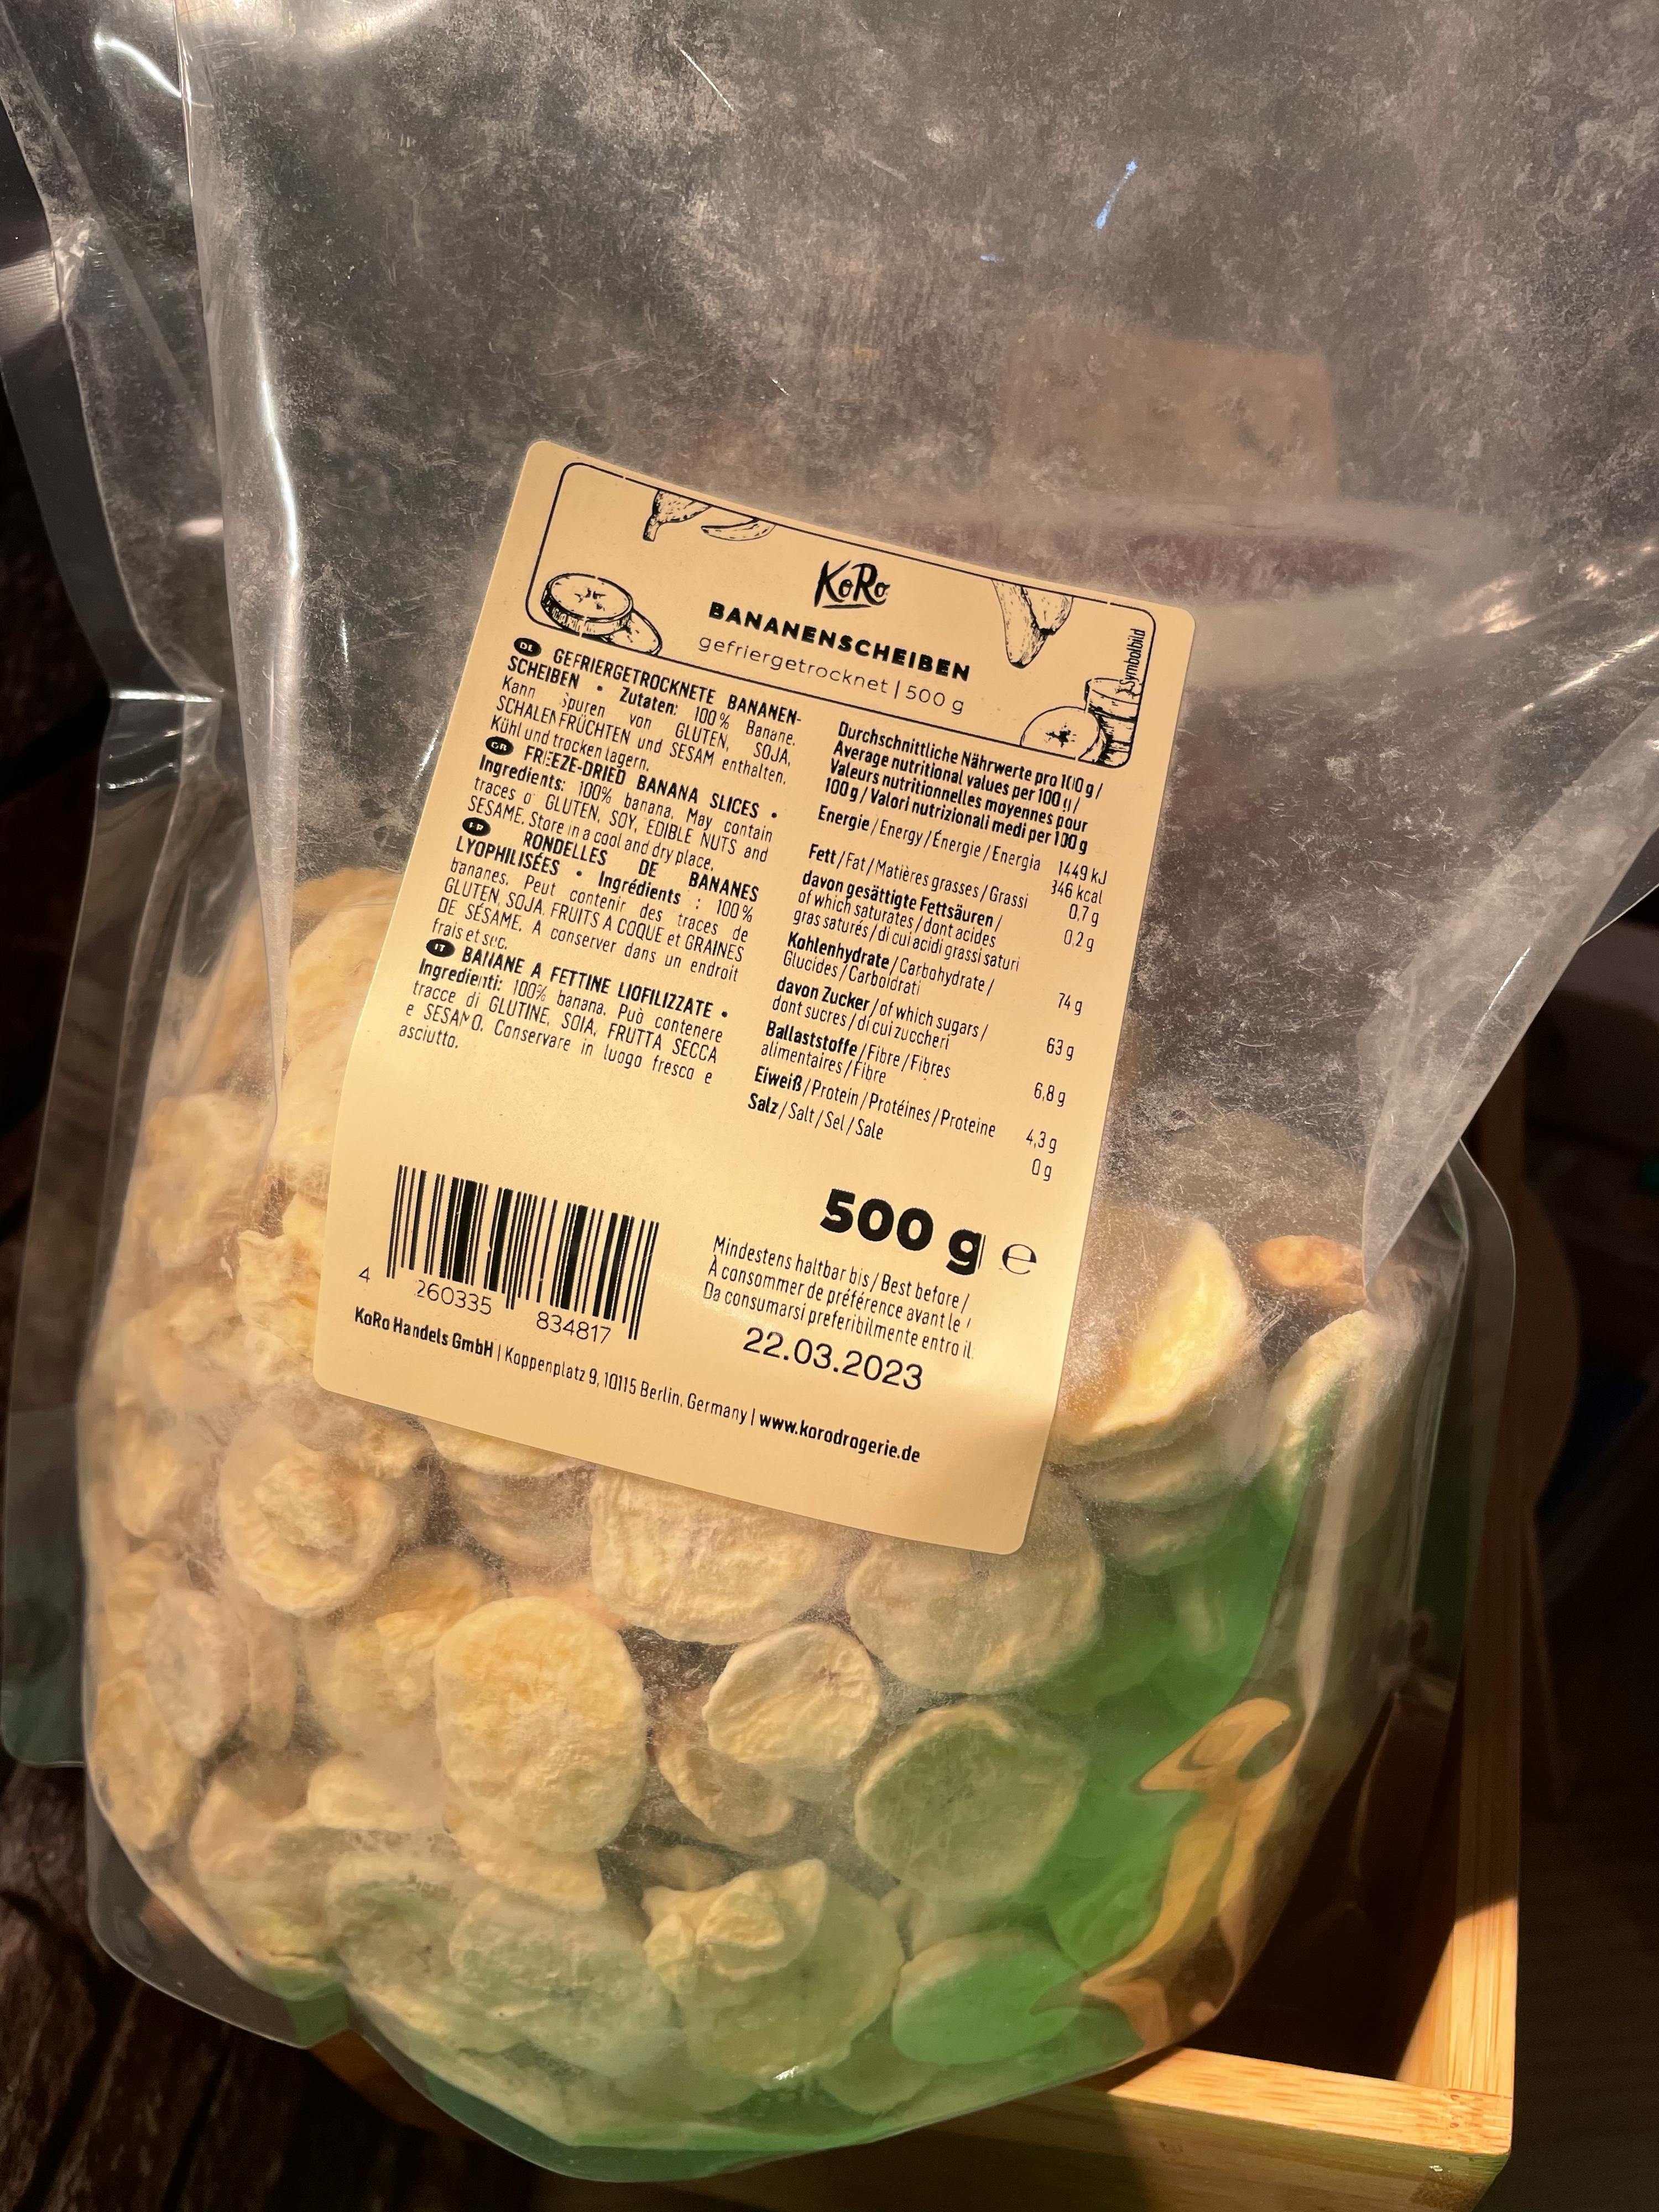 KoRo
BANANENSCHEIBEN
gefriergetrocknet | 500 g
Symbolbild
DE GEFRIERGETROCKNETE BANANEN-
SCHEIBEN • Zutaten: 100% Banane.
Kann Spuren von GLUTEN, SOJA,
SCHALENFRÜCHTEN und SESAM enthalten.
Kühl und trocken lagern.
GB FREEZE-DRIED BANANA SLICES •
Ingredients: 100% banana. May contain
traces of GLUTEN, SOY, EDIBLE NUTS and
SESAME. Store in a cool and dry place.
FR RONDELLES DE BANANES
LYOPHILISÉES • Ingrédients : 100%
bananes. Peut contenir des traces de
GLUTEN, SOJA, FRUITS A COQUE et GRAINES
DE SÉSAME. A conserver dans un endroit
frais et sec.
IT BANANE A FETTINE LIOFILIZZATE •
Ingredienti: 100% banana. Può contenere
tracce di GLUTINE, SOIA, FRUTTA SECCA
e SESAMO. Conservare in luogo fresco e
asciutto.
Durchschnittliche Nährwerte pro 100 g /
Average nutritional values per 100 g /
Valeurs nutritionnelles moyennes pour
100 g / Valori nutrizionali medi per 100 g
Energie / Energy / Énergie / Energia 1449 kJ
346 kcal
Fett / Fat / Matières grasses / Grassi 0,7 g
davon gesättigte Fettsäuren / 0,2 g
of which saturates / dont acides
gras saturés / di cui acidi grassi saturi
Kohlenhydrate / Carbohydrate / 74 g
Glucides / Carboidrati
davon Zucker / of which sugars / 63 g
dont sucres / di cui zuccheri
Ballaststoffe / Fibre / Fibres 6,8 g
alimentaires / Fibre
Eiweiß / Protein / Protéines / Proteine 4,3 g
Salz / Salt / Sel / Sale 0 g
500 g ℮
Mindestens haltbar bis / Best before /
À consommer de préférence avant le /
Da consumarsi preferibilmente entro il
22.03.2023
4 260335 834817
KoRo Handels GmbH | Koppenplatz 9, 10115 Berlin, Germany | www.korodrogerie.de